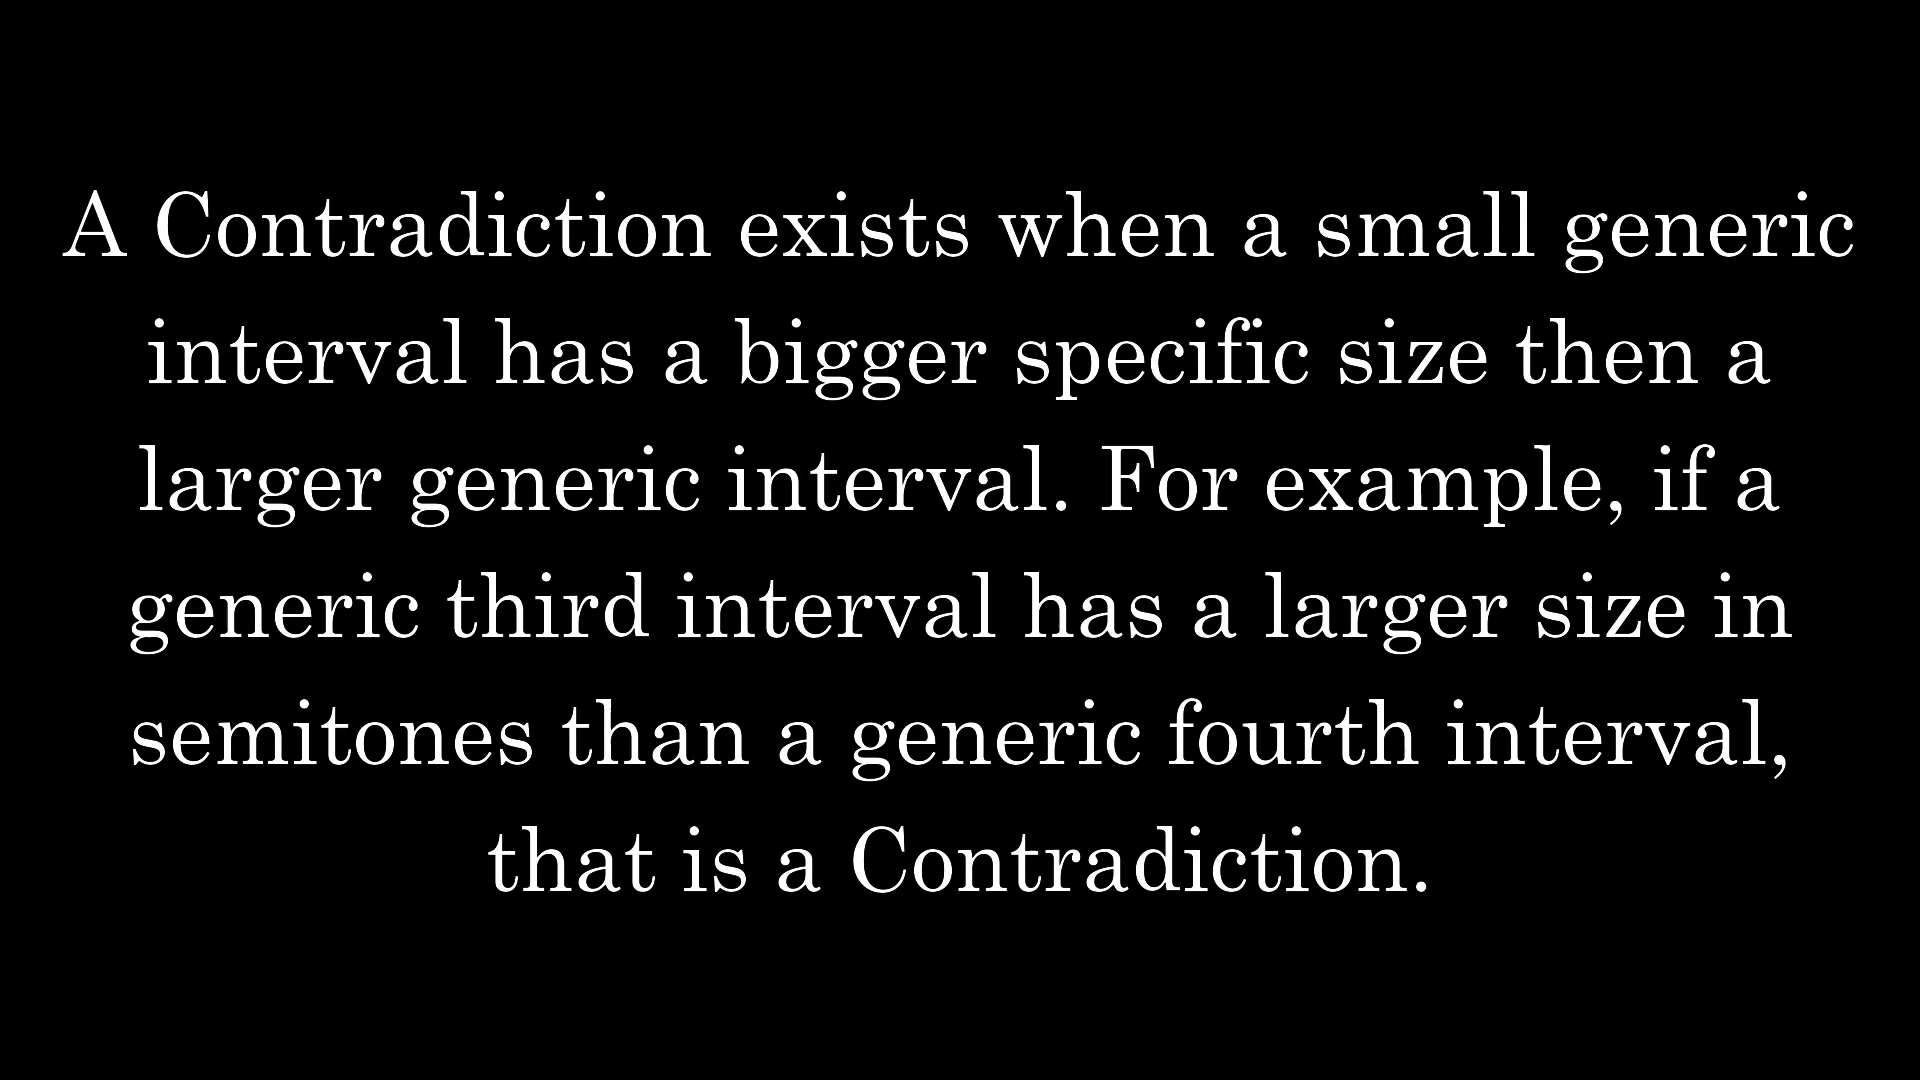 A Contradiction exists when a small generic
interval has a bigger specific size then a
larger generic interval. For example, if a
generic third interval has a larger size in
semitones than a generic fourth interval,
that is a Contradiction.